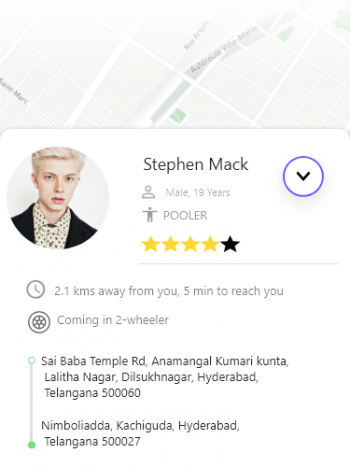 Rue Argile
Autoroute Ville-Marie
Saint-Marc
Stephen Mack
Male, 19 Years
POOLER
2.1 kms away from you, 5 min to reach you
Coming in 2-wheeler
Sai Baba Temple Rd, Anamangal Kumari kunta,
Lalitha Nagar, Dilsukhnagar, Hyderabad,
Telangana 500060
Nimboliadda, Kachiguda, Hyderabad,
Telangana 500027